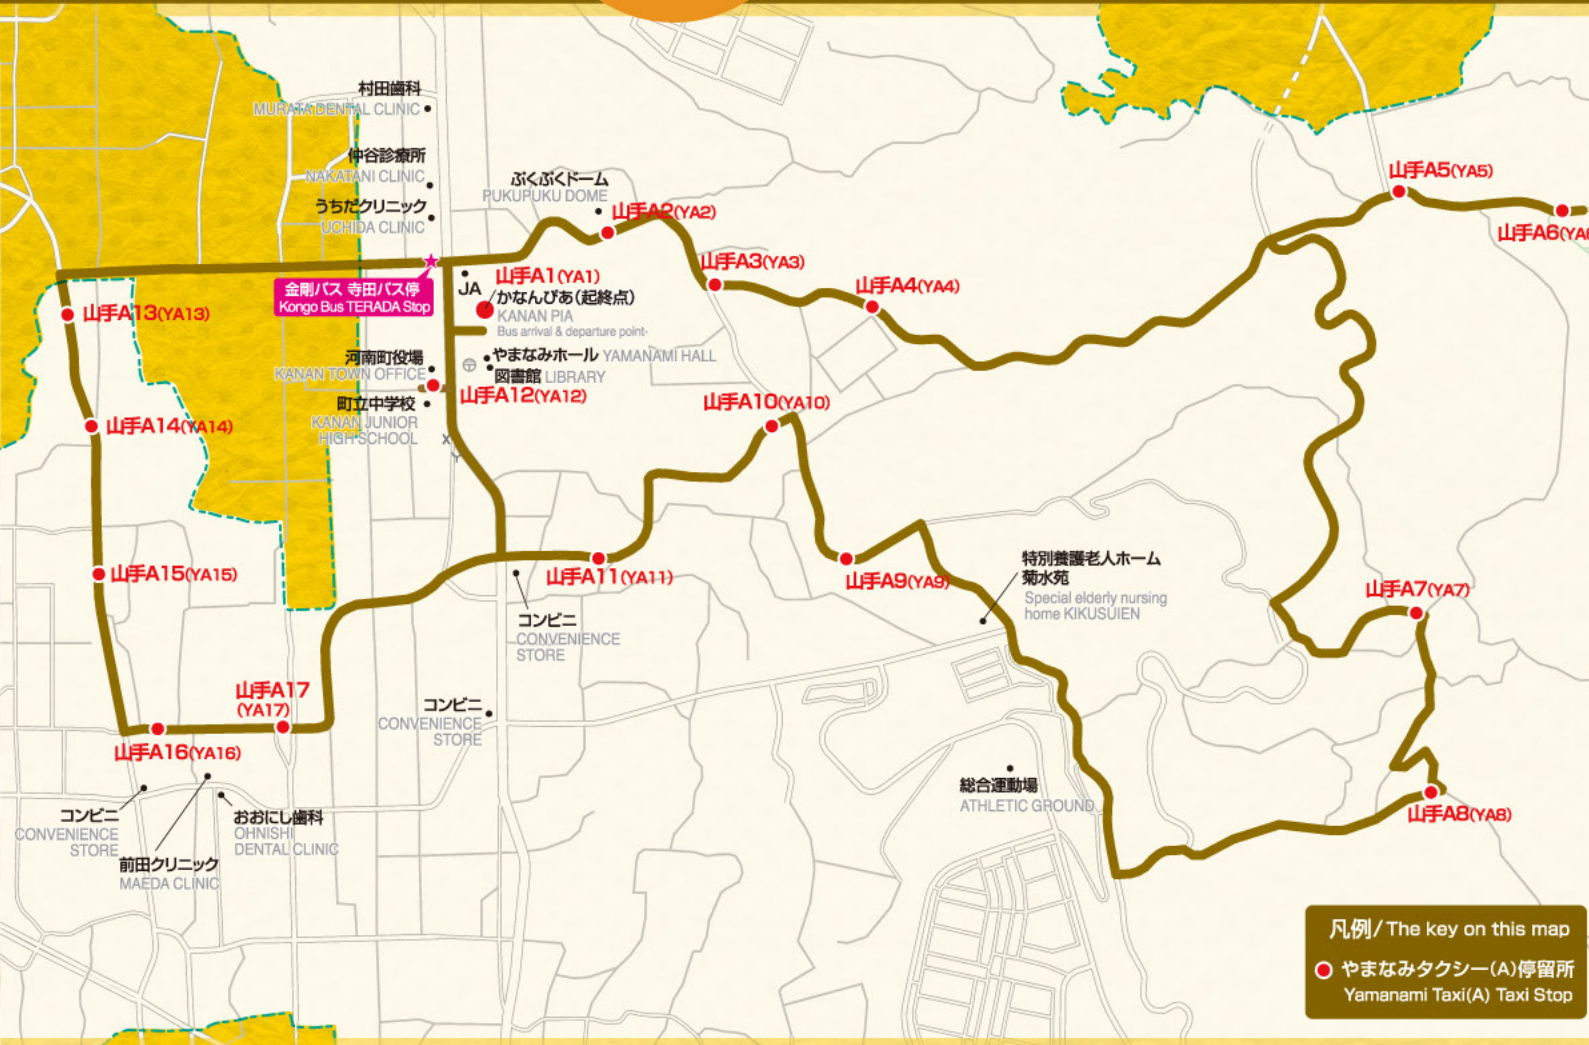 村田歯科
MURATA DENTAL CLINIC
仲谷診療所
NAKATANI CLINIC
うちだクリニック
UCHIDA CLINIC
ぷくぷくドーム
PUKUPUKU DOME
山手A2(YA2)
山手A5(YA5)
山手A6(YA6
金剛バス 寺田バス停
Kongo Bus TERADA Stop
JA
山手A1(YA1)
かなんぴあ(起終点)
KANAN PIA
Bus arrival & departure point-
山手A3(YA3)
山手A4(YA4)
山手A13(YA13)
河南町役場
KANAN TOWN OFFICE
やまなみホール YAMANAMI HALL
図書館 LIBRARY
山手A12(YA12)
町立中学校
KANAN JUNIOR
HIGH SCHOOL
山手A10(YA10)
山手A14(YA14)
山手A15(YA15)
山手A11(YA11)
山手A9(YA9)
特別養護老人ホーム
菊水苑
Special elderly nursing
home KIKUSUIEN
山手A7(YA7)
コンビニ
CONVENIENCE
STORE
山手A17
(YA17)
コンビニ
CONVENIENCE
STORE
山手A16(YA16)
総合運動場
ATHLETIC GROUND
山手A8(YA8)
コンビニ
CONVENIENCE
STORE
おおにし歯科
OHNISHI
DENTAL CLINIC
前田クリニック
MAEDA CLINIC
凡例/The key on this map
やまなみタクシー(A)停留所
Yamanami Taxi(A) Taxi Stop